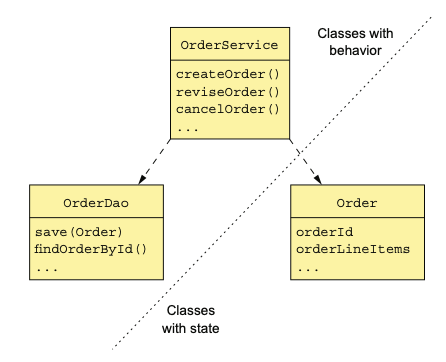 Classes with
behavior
OrderService
createOrder()
reviseOrder()
cancelOrder()
...
OrderDao
save(Order)
findOrderById()
...
Order
orderId
orderLineItems
...
Classes
with state